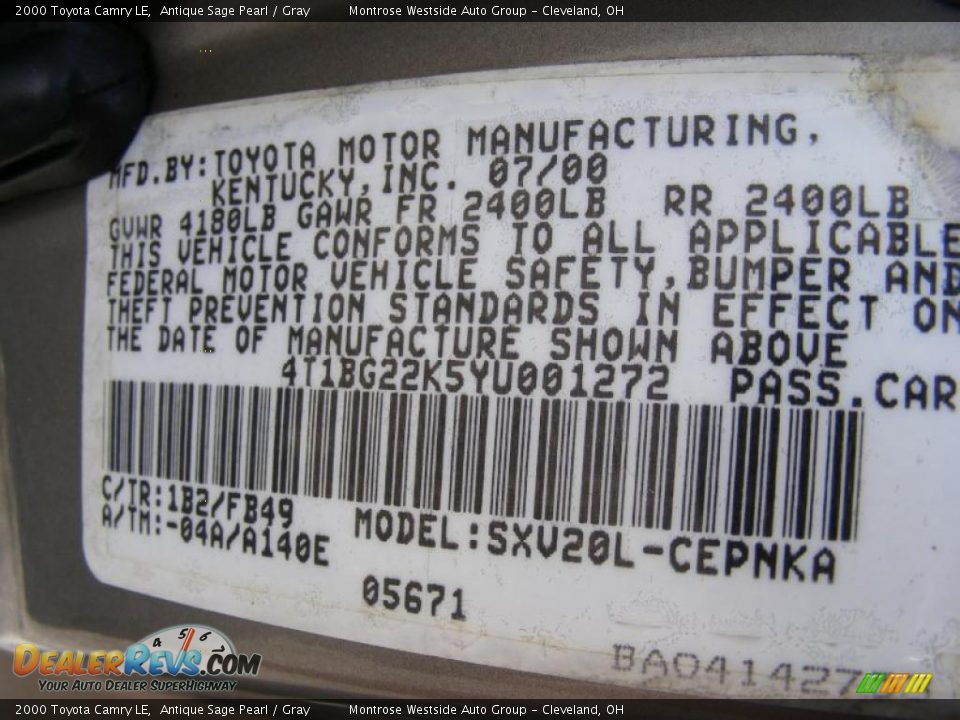 2000 Toyota Camry LE, Antique Sage Pearl / Gray Montrose Westside Auto Group - Cleveland, OH
MFD.BY:TOYOTA MOTOR MANUFACTURING,
KENTUCKY,INC. 07/00
GVWR 4180LB GAWR FR 2400LB RR 2400LB
THIS VEHICLE CONFORMS TO ALL APPLICABLE
FEDERAL MOTOR VEHICLE SAFETY,BUMPER AND
THEFT PREVENTION STANDARDS IN EFFECT ON
THE DATE OF MANUFACTURE SHOWN ABOVE
4T1BG22K5YU001272 PASS.CAR
C/TR:1B2/FB49
A/TM:-04A/A140E
MODEL:SXV20L-CEPNKA
05671
BA041427
4 5 6
DEALERREVS.COM
YOUR AUTO DEALER SUPERHIGHWAY
2000 Toyota Camry LE, Antique Sage Pearl / Gray Montrose Westside Auto Group - Cleveland, OH